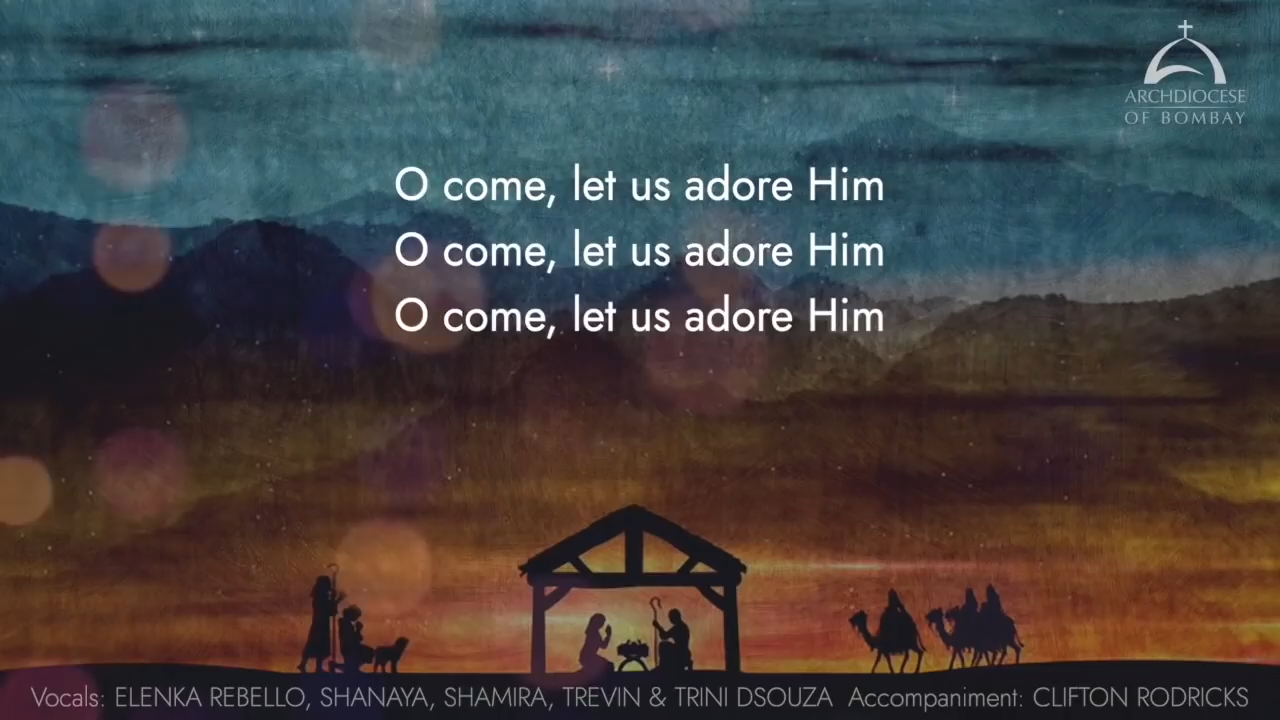 ARCHDIOCESE
OF BOMBAY
O come, let us adore Him
O come, let us adore Him
O come, let us adore Him
Vocals: ELENKA REBELLO, SHANAYA, SHAMIRA, TREVIN & TRINI DSOUZA Accompaniment: CLIFTON RODRICKS